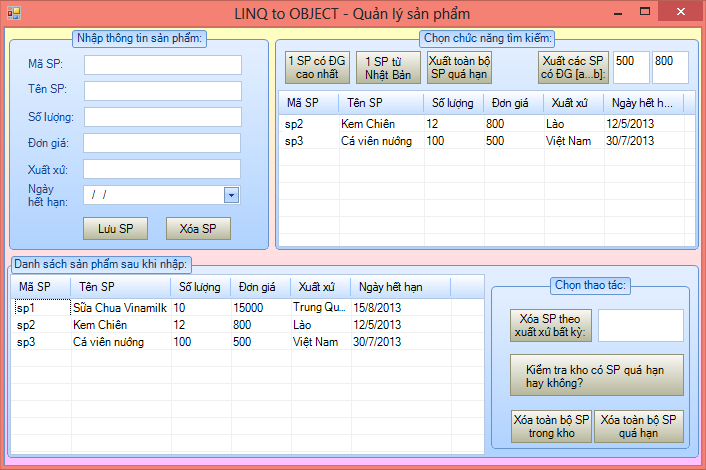 LINQ to OBJECT - Quản lý sản phẩm
Nhập thông tin sản phẩm:
Mã SP:
Tên SP:
Số lượng:
Đơn giá:
Xuất xứ:
Ngày
hết hạn:
/ /
Lưu SP
Xóa SP
Chọn chức năng tìm kiếm:
1 SP có ĐG
cao nhất
1 SP từ
Nhật Bản
Xuất toàn bộ
SP quá hạn
Xuất các SP
có ĐG [a...b]:
500
800
Mã SP Tên SP Số lượng Đơn giá Xuất xứ Ngày hết h...
sp2 Kem Chiên 12 800 Lào 12/5/2013
sp3 Cá viên nướng 100 500 Việt Nam 30/7/2013
Danh sách sản phẩm sau khi nhập:
Mã SP Tên SP Số lượng Đơn giá Xuất xứ Ngày hết hạn
sp1 Sữa Chua Vinamilk 10 15000 Trung Qu... 15/8/2013
sp2 Kem Chiên 12 800 Lào 12/5/2013
sp3 Cá viên nướng 100 500 Việt Nam 30/7/2013
Chọn thao tác:
Xóa SP theo
xuất xứ bất kỳ:
Kiểm tra kho có SP quá hạn
hay không?
Xóa toàn bộ SP
trong kho
Xóa toàn bộ SP
quá hạn